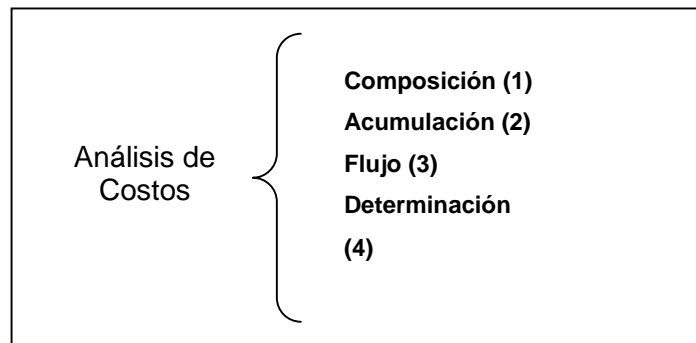 Análisis de
Costos
Composición (1)
Acumulación (2)
Flujo (3)
Determinación
(4)